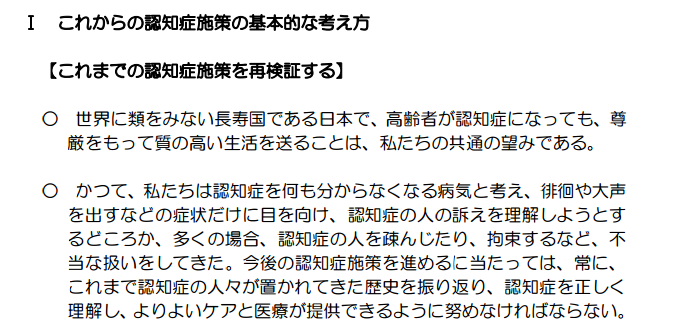 Ⅰ　これからの認知症施策の基本的な考え方
【これまでの認知症施策を再検証する】
○　世界に類をみない長寿国である日本で、高齢者が認知症になっても、尊
厳をもって質の高い生活を送ることは、私たちの共通の望みである。
○　かつて、私たちは認知症を何も分からなくなる病気と考え、徘徊や大声
を出すなどの症状だけに目を向け、認知症の人の訴えを理解しようとす
るどころか、多くの場合、認知症の人を疎んじたり、拘束するなど、不
当な扱いをしてきた。今後の認知症施策を進めるに当たっては、常に、
これまで認知症の人々が置かれてきた歴史を振り返り、認知症を正しく
理解し、よりよいケアと医療が提供できるように努めなければならない。